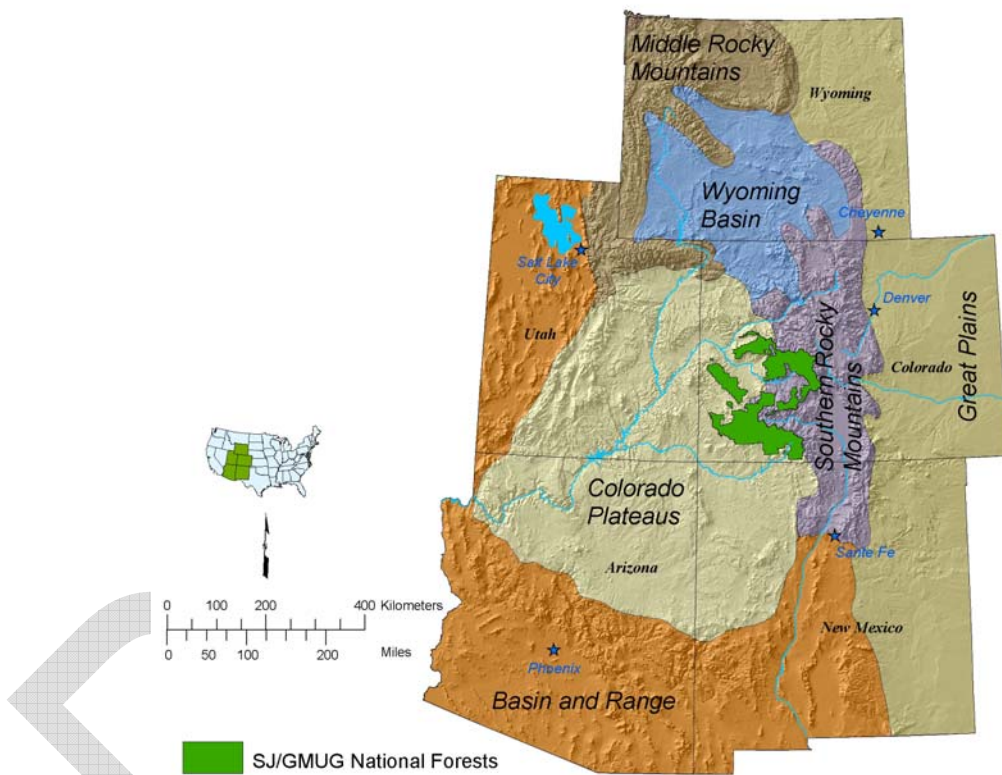 Middle Rocky
Mountains
Wyoming
Wyoming
Basin
Cheyenne
Salt Lake
City
Denver
Utah
Colorado
Great Plains
Southern Rocky
Mountains
Colorado
Plateaus
Sante Fe
Arizona
New Mexico
Phoenix
Basin and Range
0 200 400 Kilometers
0 50 100 200 Miles
SJ/GMUG National Forests